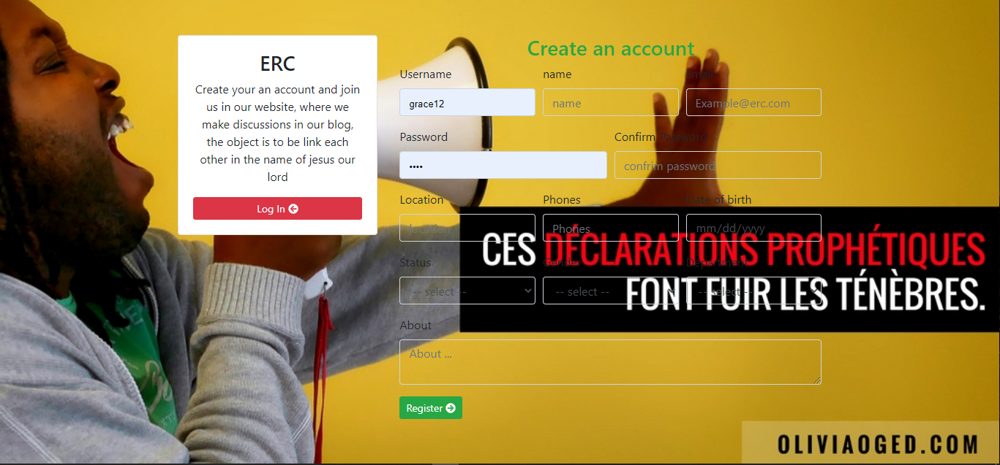 ERC
Create your an account and join
us in our website, where we
make discussions in our blog,
the object is to be link each
other in the name of jesus our
lord
Log In
Create an account
Username
name
Email
grace12
name
Example@erc.com
Password
Confirm Password
••••
confrim password
Location
Phones
Date of birth
location
Phones
mm/dd/yyyy
CES DÉCLARATIONS PROPHÉTIQUES
Status
Gender
Department
-- select --
-- select --
-- select --
FONT FUIR LES TÉNÈBRES.
About
About ...
Register
OLIVIAOGED.COM